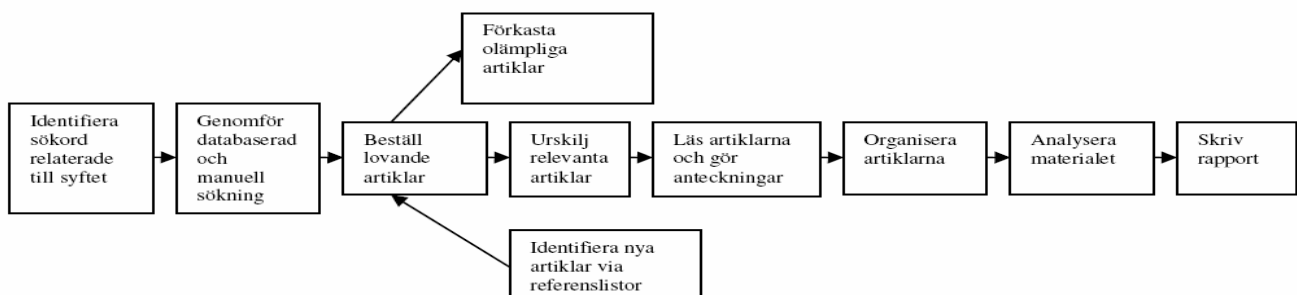 Förkasta
olämpliga
artiklar
Identifiera
sökord
relaterade
till syftet
Genomför
databaserad
och
manuell
sökning
Beställ
lovande
artiklar
Urskilj
relevanta
artiklar
Läs artiklarna
och gör
anteckningar
Organisera
artiklarna
Analysera
materialet
Skriv
rapport
Identifiera nya
artiklar via
referenslistor